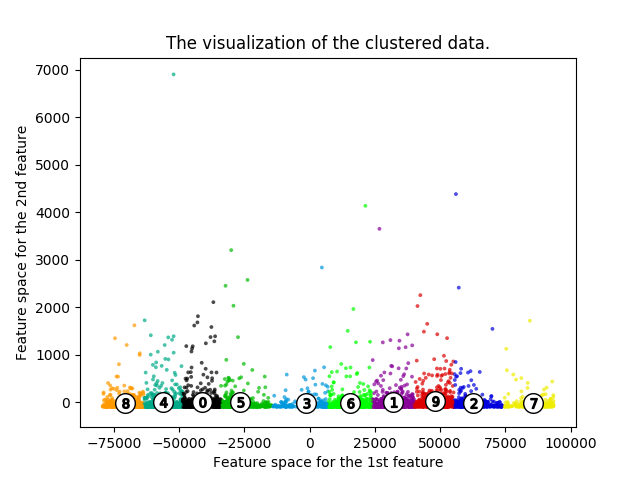 The visualization of the clustered data.
7000
6000
5000
4000
3000
2000
1000
0
Feature space for the 2nd feature
8 4 0 5 3 6 1 9 2 7
−75000 −50000 −25000 0 25000 50000 75000 100000
Feature space for the 1st feature